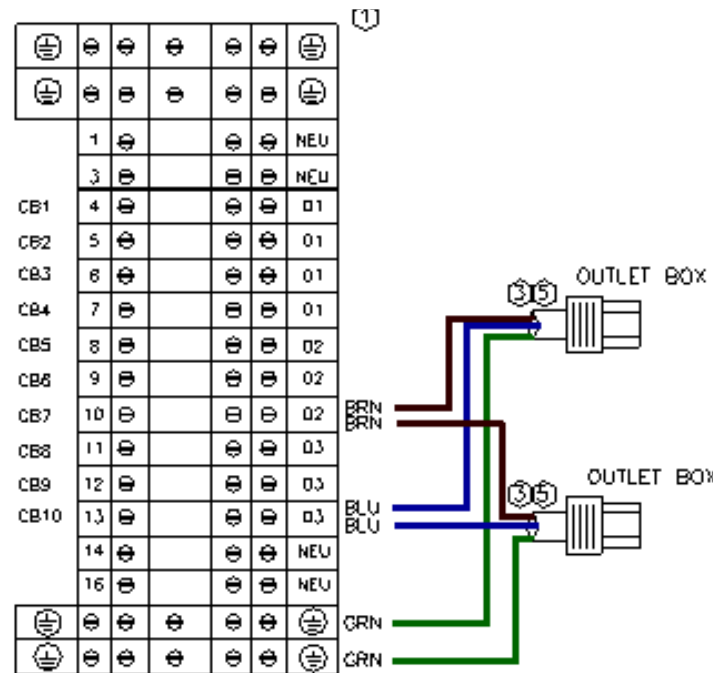 1
1 NEU
3 NEU
CB1 4 01
CB2 5 01
CB3 6 01
CB4 7 01
CB5 8 02
CB6 9 02
CB7 10 02
CB8 11 03
CB9 12 03
CB10 13 03
14 NEU
16 NEU
BRN
BRN
BLU
BLU
GRN
GRN
3 5 OUTLET BOX
3 5 OUTLET BOX